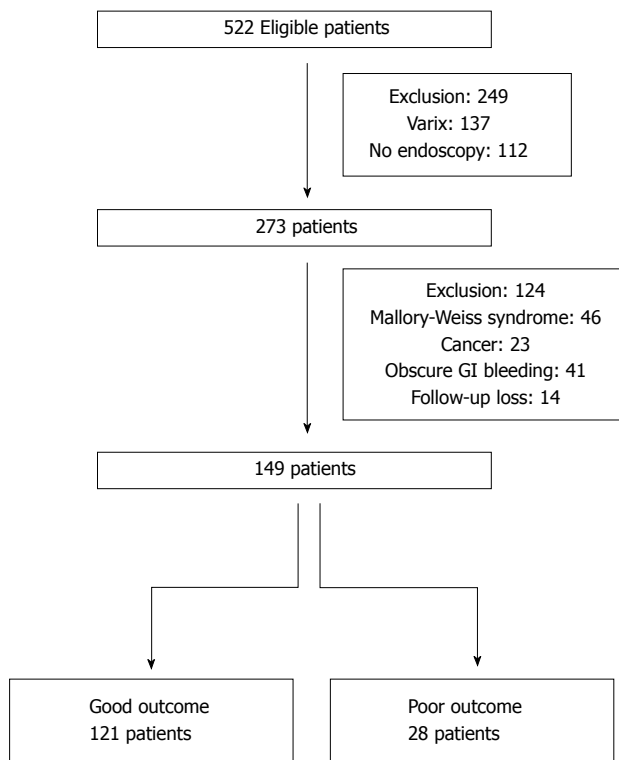 522 Eligible patients
Exclusion: 249
Varix: 137
No endoscopy: 112
273 patients
Exclusion: 124
Mallory-Weiss syndrome: 46
Cancer: 23
Obscure GI bleeding: 41
Follow-up loss: 14
149 patients
Good outcome
121 patients
Poor outcome
28 patients